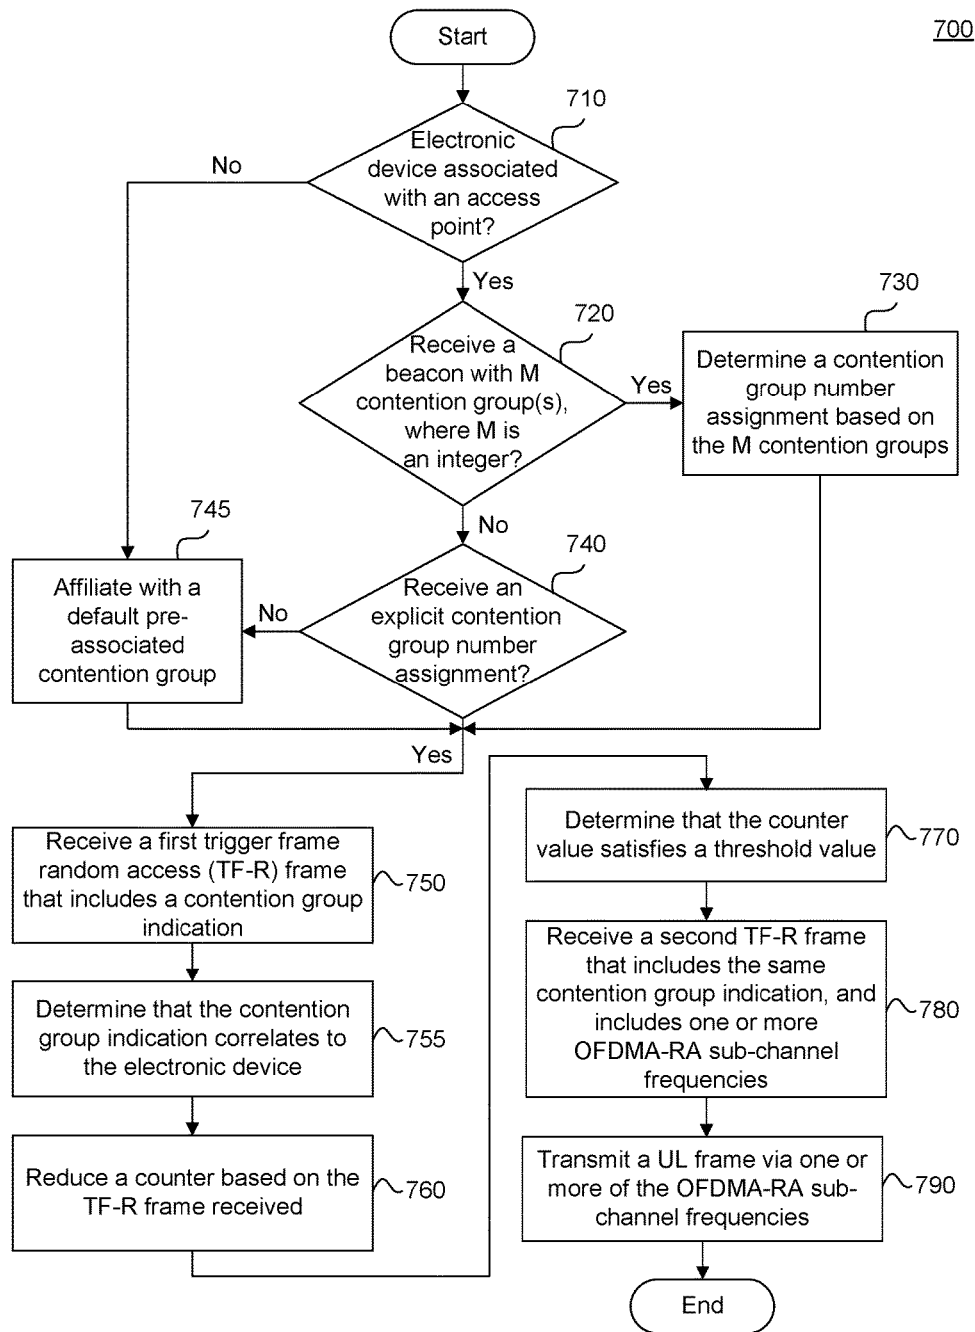 700
Start
710
Electronic
device associated
with an access
point?
No
Yes
720
Receive a
beacon with M
contention group(s),
where M is
an integer?
Yes
730
Determine a contention
group number
assignment based on
the M contention groups
No
740
Receive an
explicit contention
group number
assignment?
No
745
Affiliate with a
default pre-
associated
contention group
Yes
Receive a first trigger frame
random access (TF-R) frame
that includes a contention group
indication
750
Determine that the contention
group indication correlates to
the electronic device
755
Reduce a counter based on the
TF-R frame received
760
Determine that the counter
value satisfies a threshold value
770
Receive a second TF-R frame
that includes the same
contention group indication, and
includes one or more
OFDMA-RA sub-channel
frequencies
780
Transmit a UL frame via one or
more of the OFDMA-RA sub-
channel frequencies
790
End